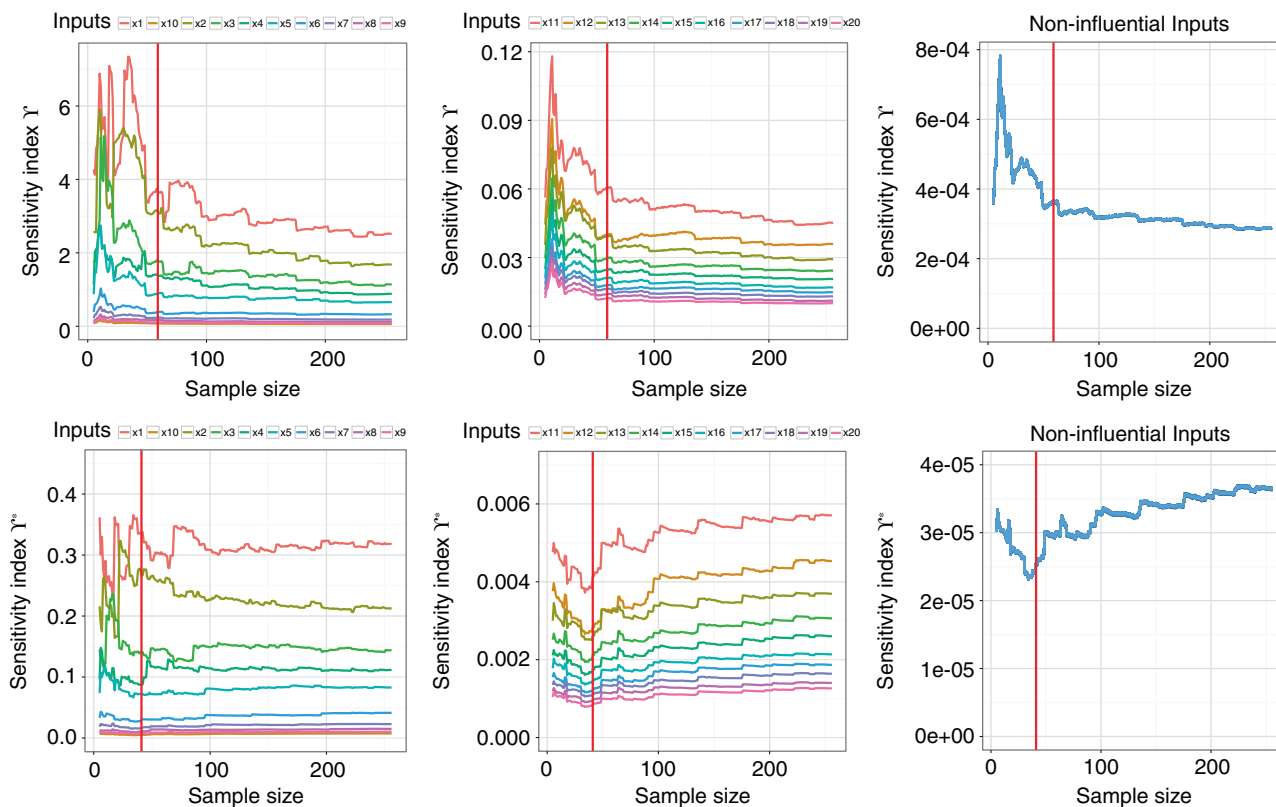 Inputs x1 x10 x2 x3 x4 x5 x6 x7 x8 x9
Sensitivity index ϒ
6
4
2
0
0 100 200
Sample size
Inputs x11 x12 x13 x14 x15 x16 x17 x18 x19 x20
Sensitivity index ϒ
0.12
0.09
0.06
0.03
0.00
0 100 200
Sample size
Non-influential Inputs
Sensitivity index ϒ
8e-04
6e-04
4e-04
2e-04
0e+00
0 100 200
Sample size
Inputs x1 x10 x2 x3 x4 x5 x6 x7 x8 x9
Sensitivity index ϒ*
0.4
0.3
0.2
0.1
0.0
0 100 200
Sample size
Inputs x11 x12 x13 x14 x15 x16 x17 x18 x19 x20
Sensitivity index ϒ*
0.006
0.004
0.002
0.000
0 100 200
Sample size
Non-influential Inputs
Sensitivity index ϒ*
4e-05
3e-05
2e-05
1e-05
0e+00
0 100 200
Sample size